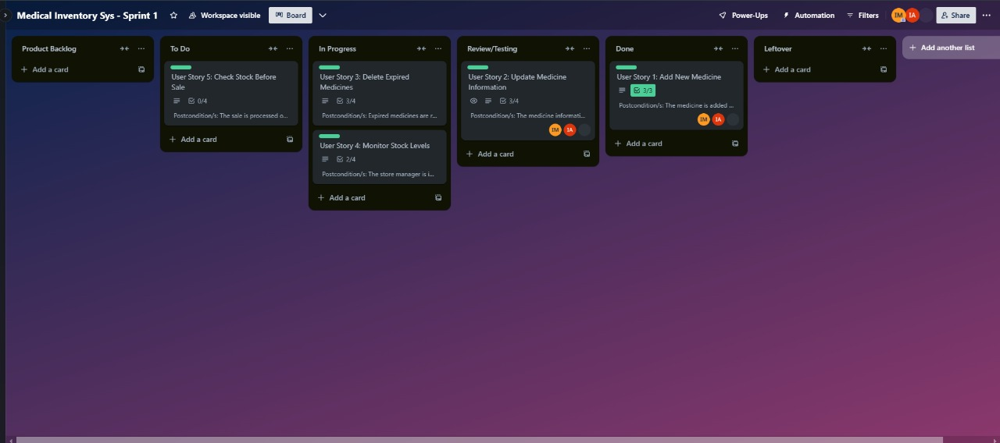 Medical Inventory Sys - Sprint 1
Workspace visible
Board
Power-Ups
Automation
Filters
IM
IA
Share
Product Backlog
Add a card
To Do
User Story 5: Check Stock Before
Sale
0/4
Postcondition/s: The sale is processed o...
Add a card
In Progress
User Story 3: Delete Expired
Medicines
3/4
Postcondition/s: Expired medicines are r...
User Story 4: Monitor Stock Levels
2/4
Postcondition/s: The store manager is i...
Add a card
Review/Testing
User Story 2: Update Medicine
Information
3/4
Postcondition/s: The medicine informati...
IM
IA
Add a card
Done
User Story 1: Add New Medicine
3/3
Postcondition/s: The medicine is added ...
IM
IA
Add a card
Leftover
Add a card
Add another list